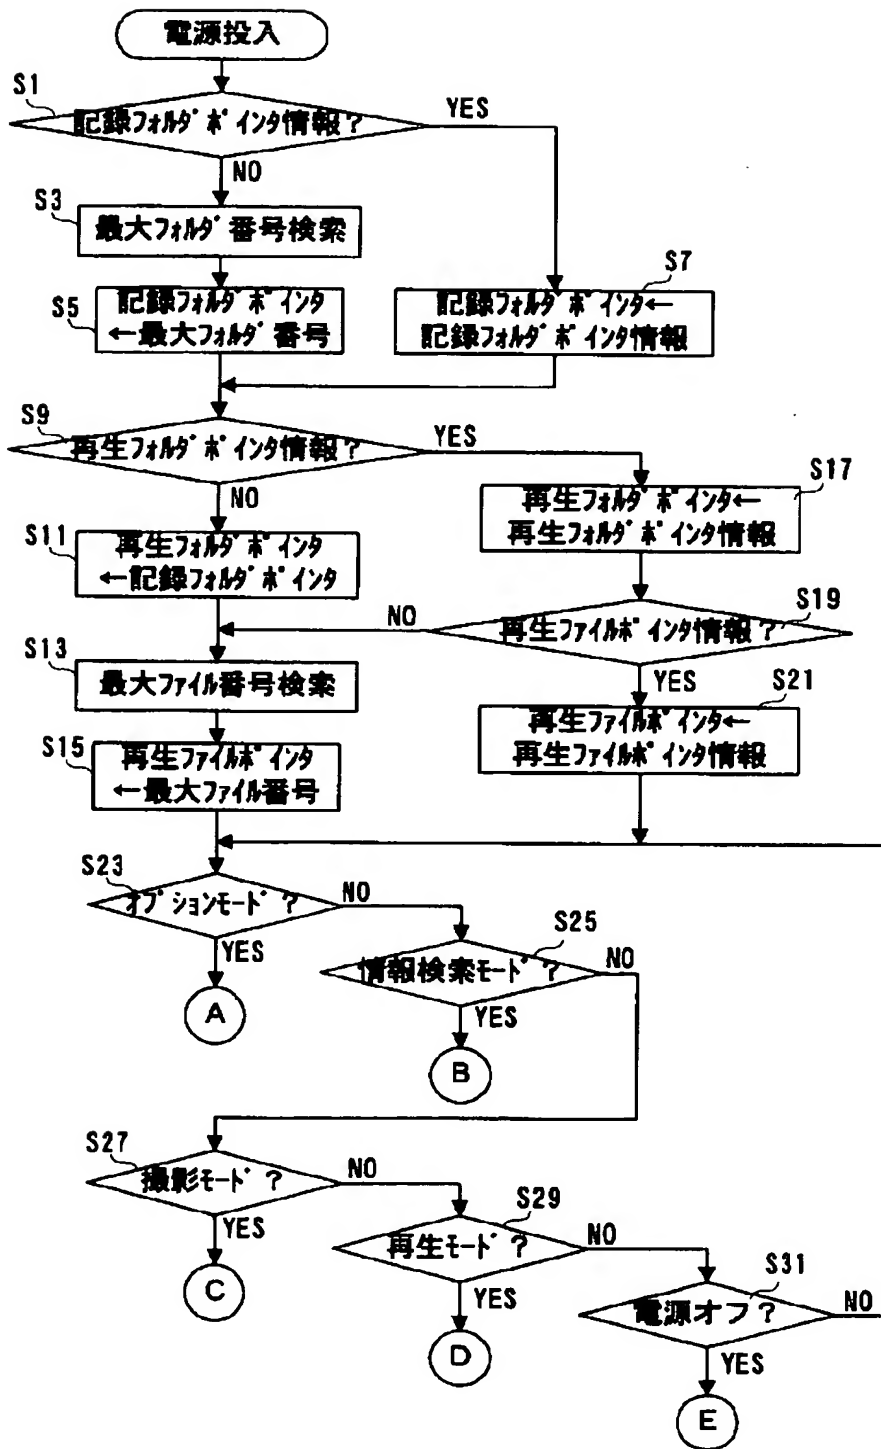 電源投入
S1
記録フォルダポインタ情報?
YES
NO
S3
最大フォルダ番号検索
S5
記録フォルダポインタ
←最大フォルダ番号
S7
記録フォルダポインタ←
記録フォルダポインタ情報
S9
再生フォルダポインタ情報?
YES
NO
S11
再生フォルダポインタ
←記録フォルダポインタ
S17
再生フォルダポインタ←
再生フォルダポインタ情報
S19
再生ファイルポインタ情報?
NO
YES
S13
最大ファイル番号検索
S15
再生ファイルポインタ
←最大ファイル番号
S21
再生ファイルポインタ←
再生ファイルポインタ情報
S23
オプションモード?
NO
YES
A
S25
情報検索モード?
NO
YES
B
S27
撮影モード?
NO
YES
C
S29
再生モード?
NO
YES
D
S31
電源オフ?
NO
YES
E